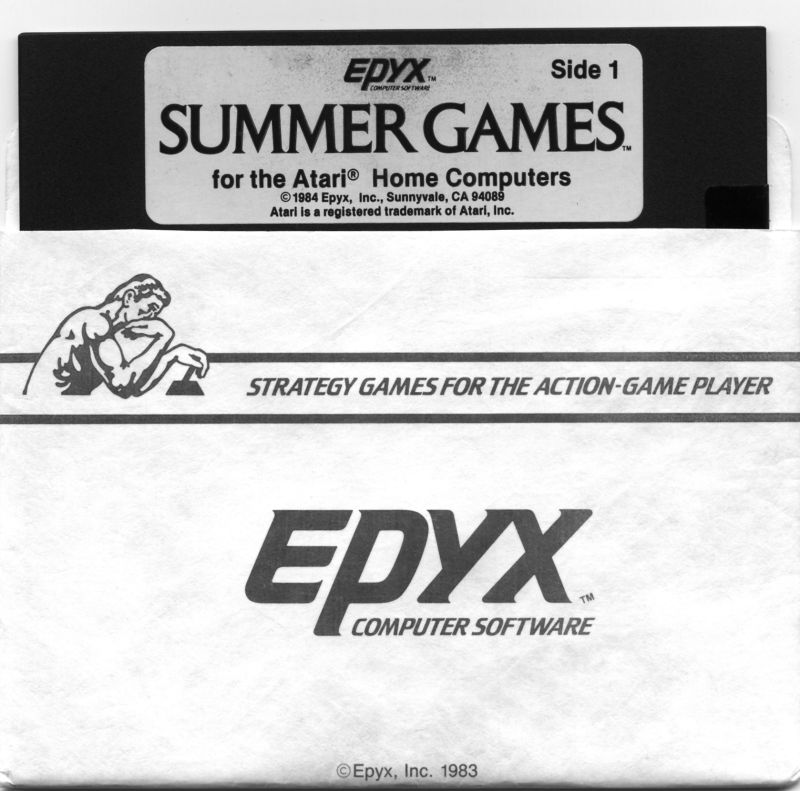 EPYX™
COMPUTER SOFTWARE
Side 1
SUMMER GAMES™
for the Atari® Home Computers
©1984 Epyx, Inc., Sunnyvale, CA 94089
Atari is a registered trademark of Atari, Inc.
STRATEGY GAMES FOR THE ACTION-GAME PLAYER
EPYX™
COMPUTER SOFTWARE
©Epyx, Inc. 1983